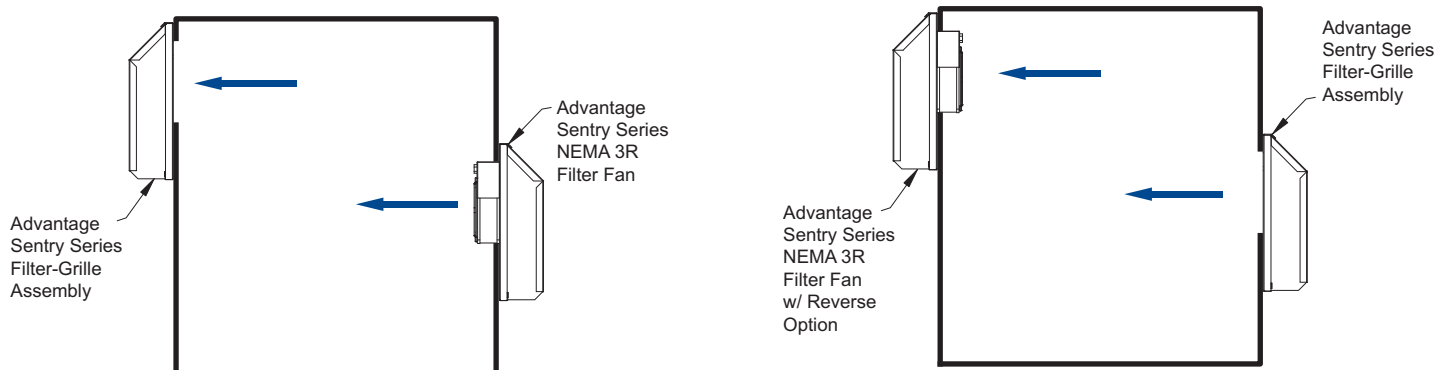 Advantage
Sentry Series
Filter-Grille
Assembly
Advantage
Sentry Series
NEMA 3R
Filter Fan
Advantage
Sentry Series
NEMA 3R
Filter Fan
w/ Reverse
Option
Advantage
Sentry Series
Filter-Grille
Assembly